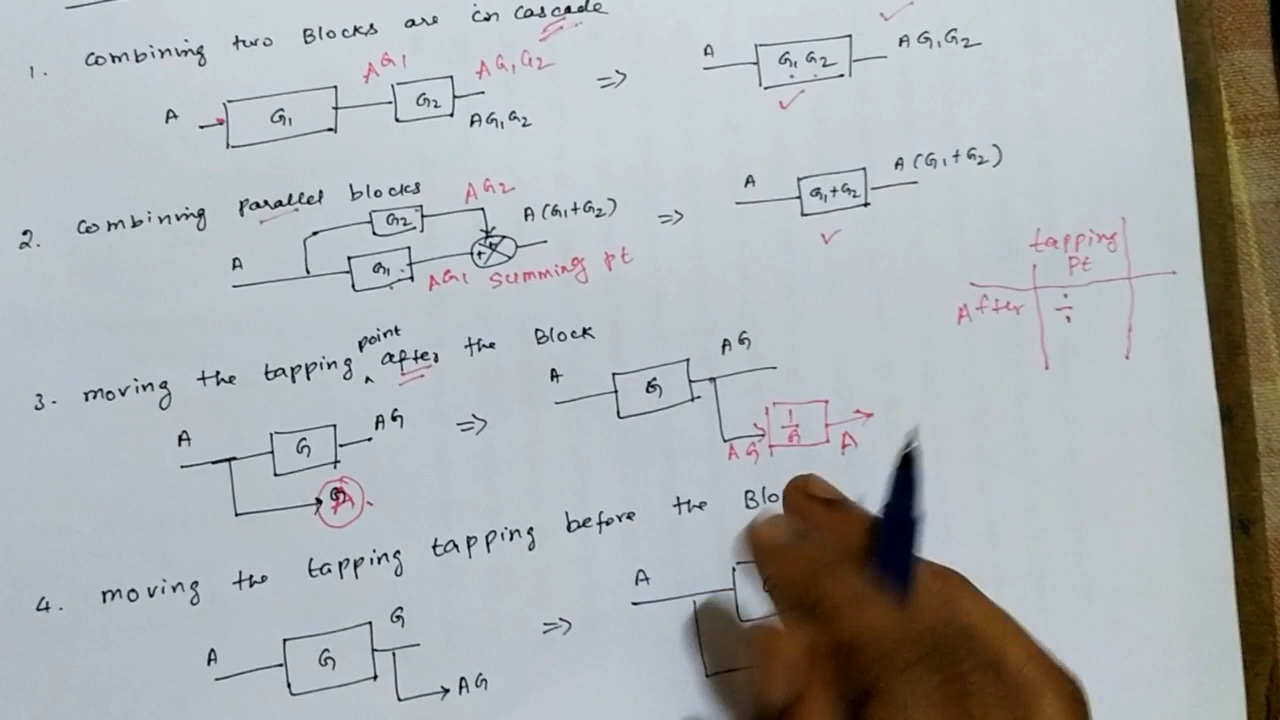 1. Combining two Blocks are in cascade
A G1 G2 AG1 AG1G2 AG1G2 => A G1 G2 AG1G2
2. Combining parallel blocks
A G2 G1 AG2 AG1 + + A(G1+G2) => A G1+G2 A(G1+G2)
summing pt
tapping pt
After ÷
3. moving the tapping point after the Block
A G AG A => A G AG AG 1/G A
4. moving the tapping tapping before the
A G G AG => A